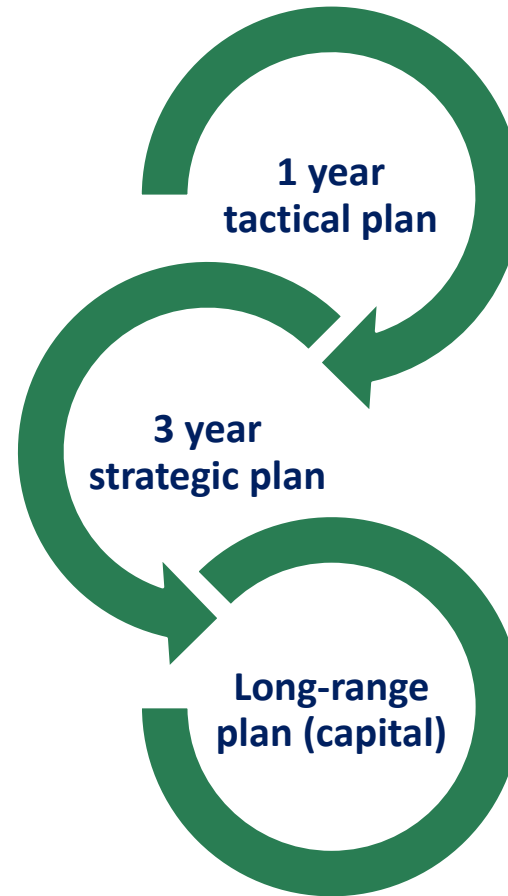 1 year
tactical plan
3 year
strategic plan
Long-range
plan (capital)